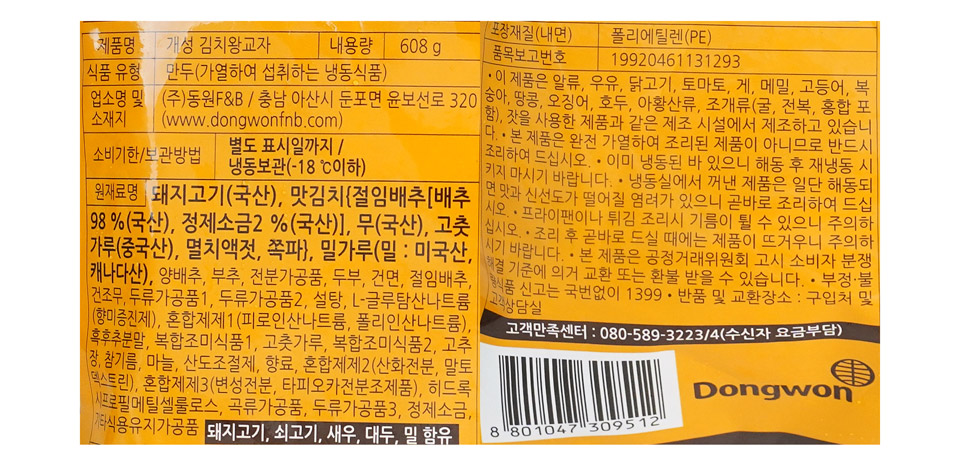 제품명 개성 김치왕교자 내용량 608 g
식품 유형 만두(가열하여 섭취하는 냉동식품)
업소명 및 소재지 (주)동원F&B / 충남 아산시 둔포면 윤보선로 320
(www.dongwonfnb.com)
소비기한/보관방법 별도 표시일까지 /
냉동보관(-18 ℃이하)
원재료명 돼지고기(국산), 맛김치{절임배추[배추
98 %(국산), 정제소금2 %(국산)], 무(국산), 고춧
가루(중국산), 멸치액젓, 쪽파}, 밀가루(밀 : 미국산,
캐나다산), 양배추, 부추, 전분가공품, 두부, 건면, 절임배추,
건조무, 두류가공품1, 두류가공품2, 설탕, L-글루탐산나트륨
(향미증진제), 혼합제제1(피로인산나트륨, 폴리인산나트륨),
흑후추분말, 복합조미식품1, 고춧가루, 복합조미식품2, 고추
장, 참기름, 마늘, 산도조절제, 향료, 혼합제제2(산화전분, 말토
덱스트린), 혼합제제3(변성전분, 타피오카전분조제품), 히드록
시프로필메틸셀룰로스, 곡류가공품, 두류가공품3, 정제소금,
기타식용유지가공품 돼지고기, 쇠고기, 새우, 대두, 밀 함유
포장재질(내면) 폴리에틸렌(PE)
품목보고번호 19920461131293
• 이 제품은 알류, 우유, 닭고기, 토마토, 게, 메밀, 고등어, 복
숭아, 땅콩, 오징어, 호두, 아황산류, 조개류(굴, 전복, 홍합 포
함), 잣을 사용한 제품과 같은 제조 시설에서 제조하고 있습니
다. • 본 제품은 완전 가열하여 조리된 제품이 아니므로 반드시
조리하여 드십시오. • 이미 냉동된 바 있으니 해동 후 재냉동 시
키지 마시기 바랍니다. • 냉동실에서 꺼낸 제품은 일단 해동되
면 맛과 신선도가 떨어질 염려가 있으니 곧바로 조리하여 드십
시오. • 프라이팬이나 튀김 조리시 기름이 튈 수 있으니 주의하
십시오. • 조리 후 곧바로 드실 때에는 제품이 뜨거우니 주의하
시기 바랍니다. • 본 제품은 공정거래위원회 고시 소비자 분쟁
해결 기준에 의거 교환 또는 환불 받을 수 있습니다. • 부정·불
량식품 신고는 국번없이 1399 • 반품 및 교환장소 : 구입처 및
고객상담실
고객만족센터 : 080-589-3223/4(수신자 요금부담)
Dongwon
8 801047 309512